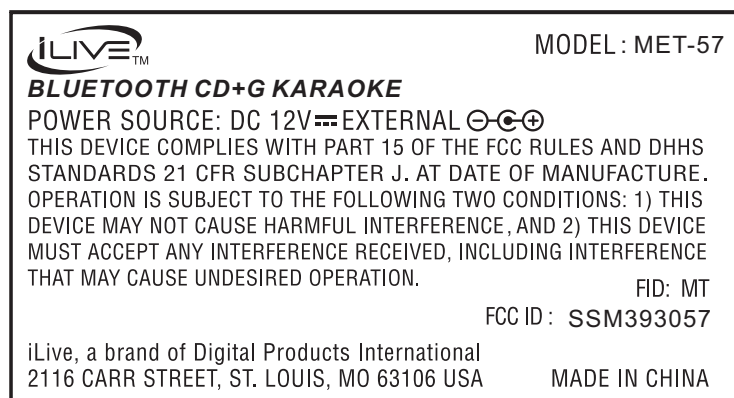 iLIVE TM
MODEL : MET-57
BLUETOOTH CD+G KARAOKE
POWER SOURCE: DC 12V EXTERNAL
THIS DEVICE COMPLIES WITH PART 15 OF THE FCC RULES AND DHHS
STANDARDS 21 CFR SUBCHAPTER J. AT DATE OF MANUFACTURE.
OPERATION IS SUBJECT TO THE FOLLOWING TWO CONDITIONS: 1) THIS
DEVICE MAY NOT CAUSE HARMFUL INTERFERENCE, AND 2) THIS DEVICE
MUST ACCEPT ANY INTERFERENCE RECEIVED, INCLUDING INTERFERENCE
THAT MAY CAUSE UNDESIRED OPERATION.
FID: MT
FCC ID : SSM393057
iLive, a brand of Digital Products International
2116 CARR STREET, ST. LOUIS, MO 63106 USA
MADE IN CHINA